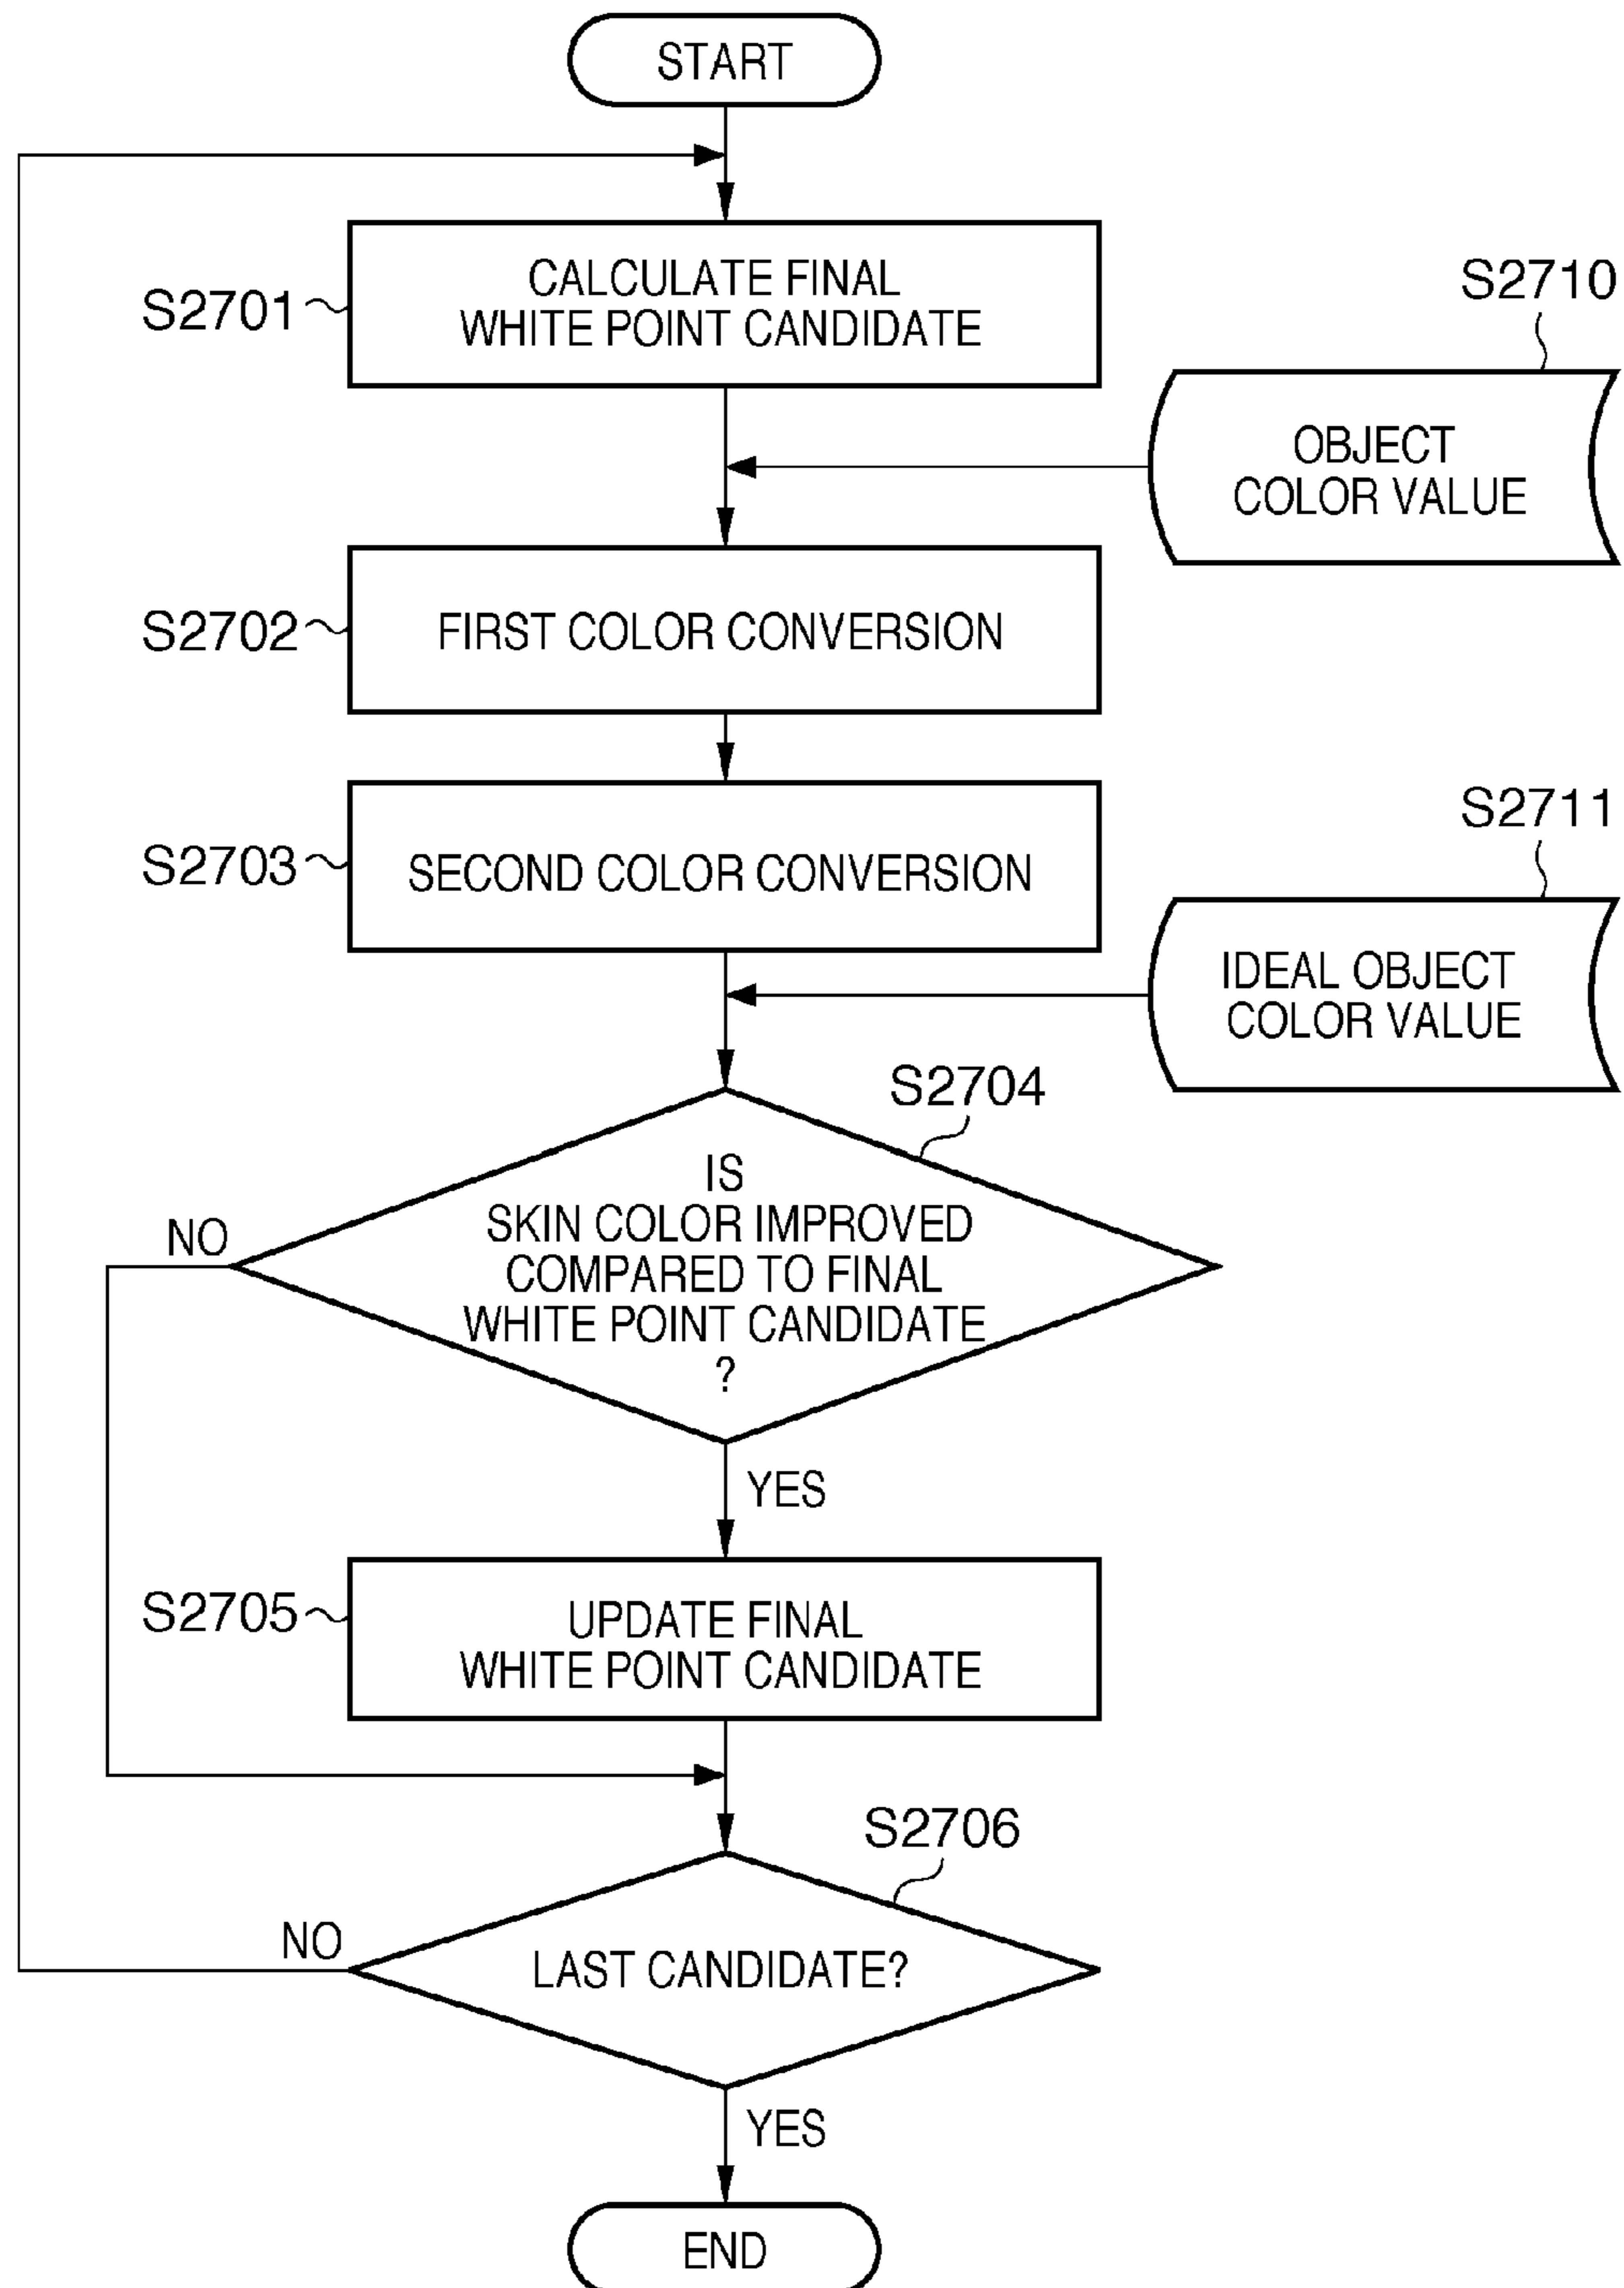 START
S2701
CALCULATE FINAL
WHITE POINT CANDIDATE
S2710
OBJECT
COLOR VALUE
S2702
FIRST COLOR CONVERSION
S2703
SECOND COLOR CONVERSION
S2711
IDEAL OBJECT
COLOR VALUE
S2704
IS
SKIN COLOR IMPROVED
COMPARED TO FINAL
WHITE POINT CANDIDATE
?
NO
YES
S2705
UPDATE FINAL
WHITE POINT CANDIDATE
S2706
LAST CANDIDATE?
NO
YES
END